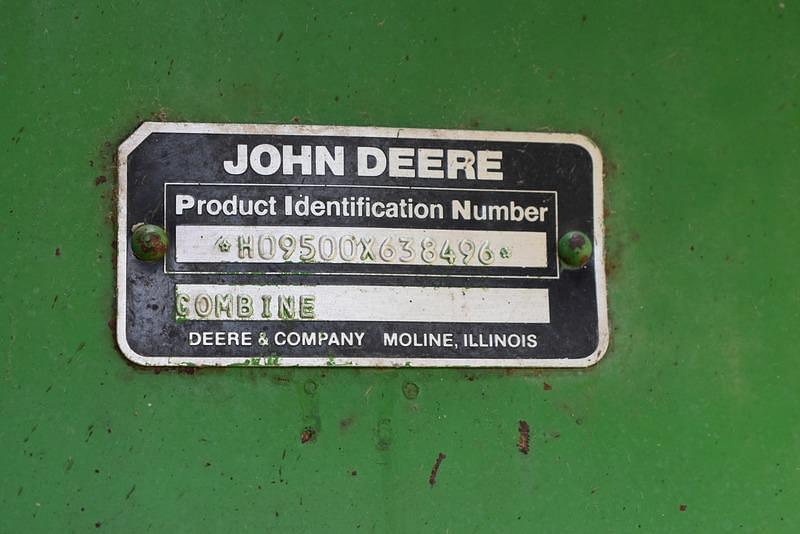 JOHN DEERE
Product Identification Number
*H09500X638496*
COMBINE
DEERE & COMPANY MOLINE, ILLINOIS